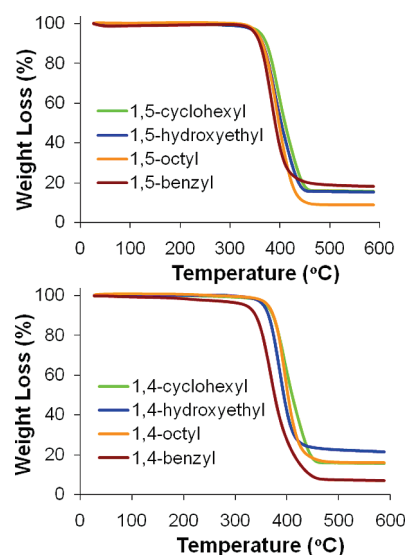 Weight Loss (%)
100
80
60
40
20
0
1,5-cyclohexyl
1,5-hydroxyethyl
1,5-octyl
1,5-benzyl
0 100 200 300 400 500 600
Temperature (ºC)
Weight Loss (%)
100
80
60
40
20
0
1,4-cyclohexyl
1,4-hydroxyethyl
1,4-octyl
1,4-benzyl
0 100 200 300 400 500 600
Temperature (ºC)